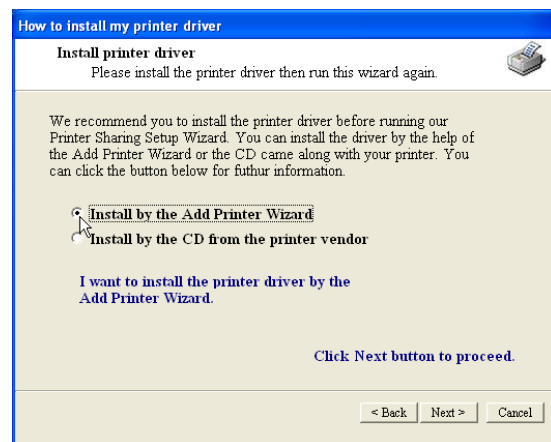 How to install my printer driver
Install printer driver
Please install the printer driver then run this wizard again.
We recommend you to install the printer driver before running our
Printer Sharing Setup Wizard. You can install the driver by the help of
the Add Printer Wizard or the CD came along with your printer. You
can click the button below for futhur information.
Install by the Add Printer Wizard
Install by the CD from the printer vendor
I want to install the printer driver by the
Add Printer Wizard.
Click Next button to proceed.
< Back Next > Cancel